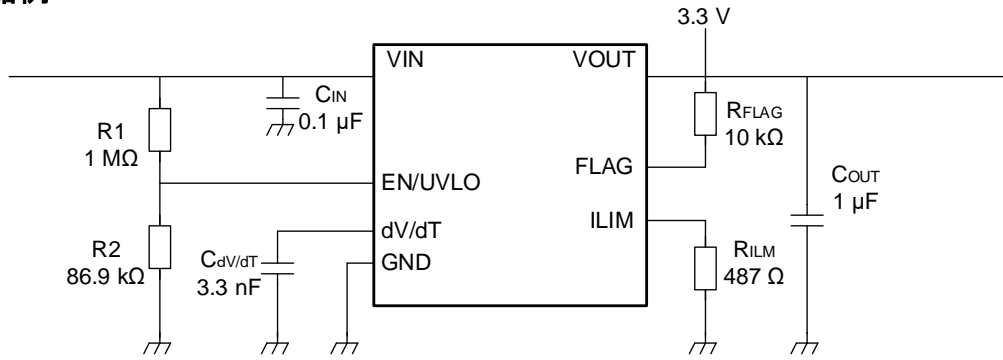 3.3 V
VIN
VOUT
CIN
0.1 µF
R1
1 MΩ
RFLAG
10 kΩ
FLAG
EN/UVLO
COUT
1 µF
ILIM
dV/dT
R2
86.9 kΩ
CdV/dT
3.3 nF
GND
RILM
487 Ω